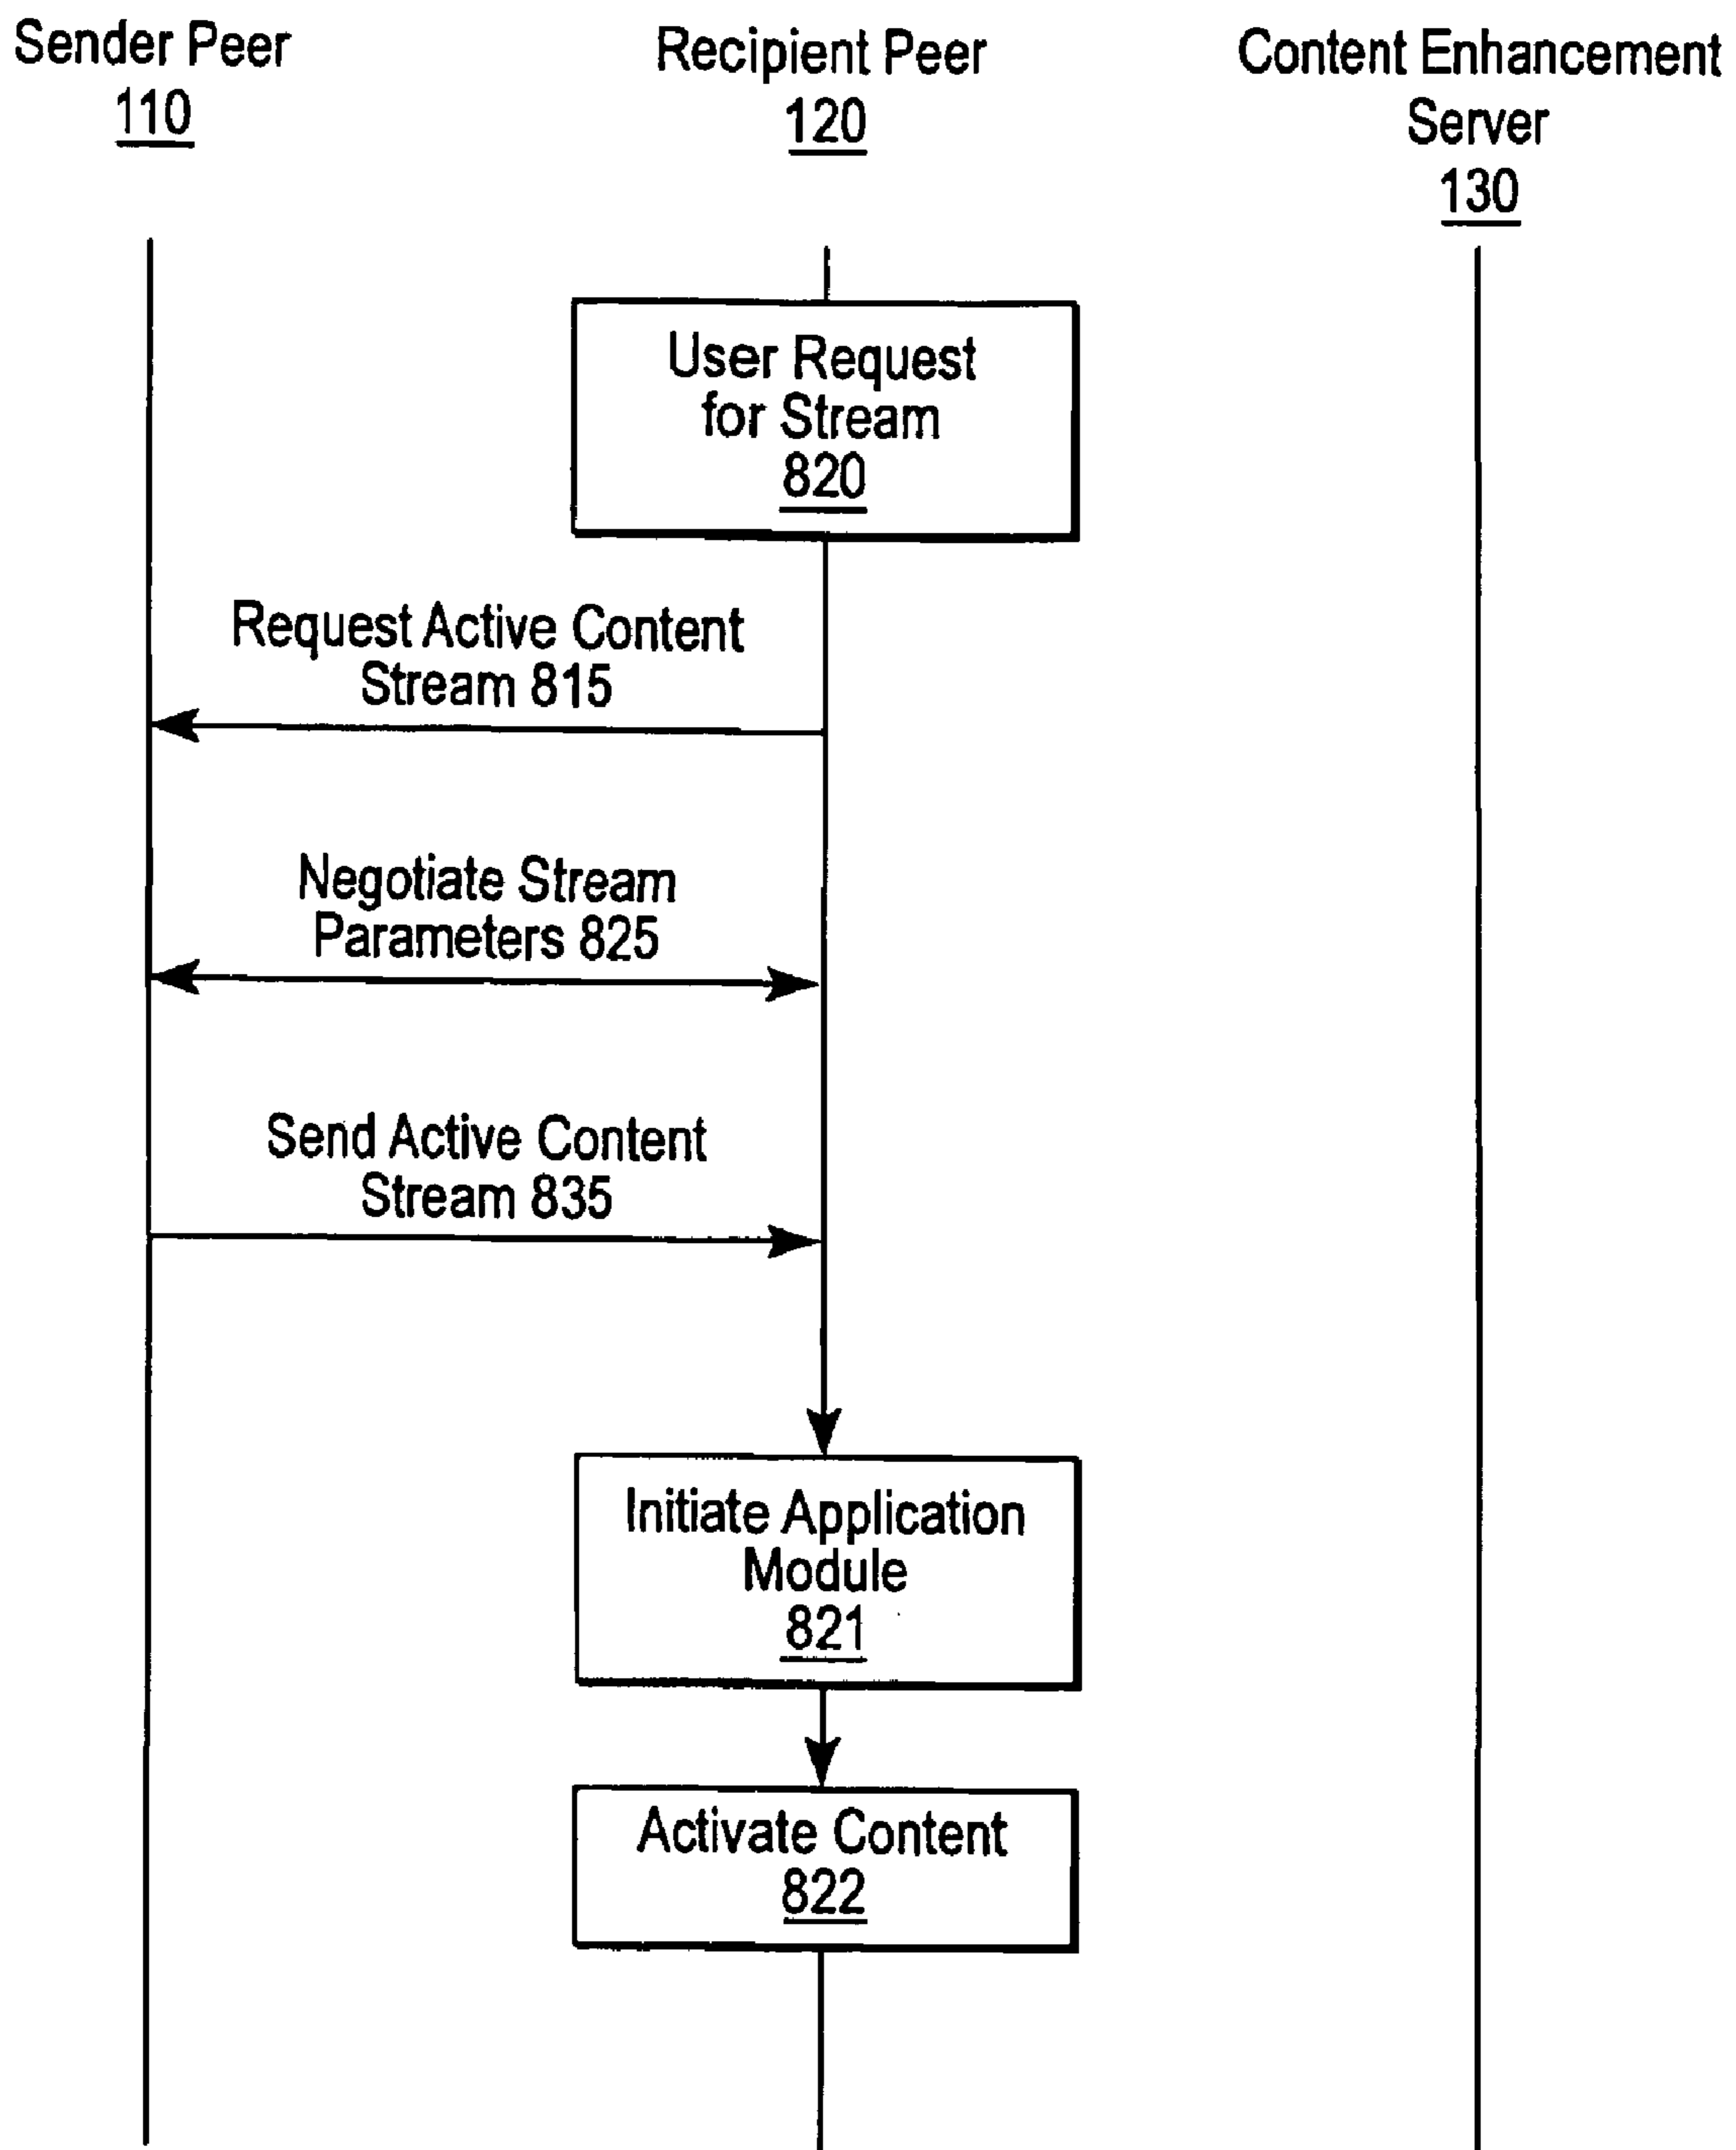 Sender Peer
110
Recipient Peer
120
Content Enhancement
Server
130
User Request
for Stream
820
Request Active Content
Stream 815
Negotiate Stream
Parameters 825
Send Active Content
Stream 835
Initiate Application
Module
821
Activate Content
822